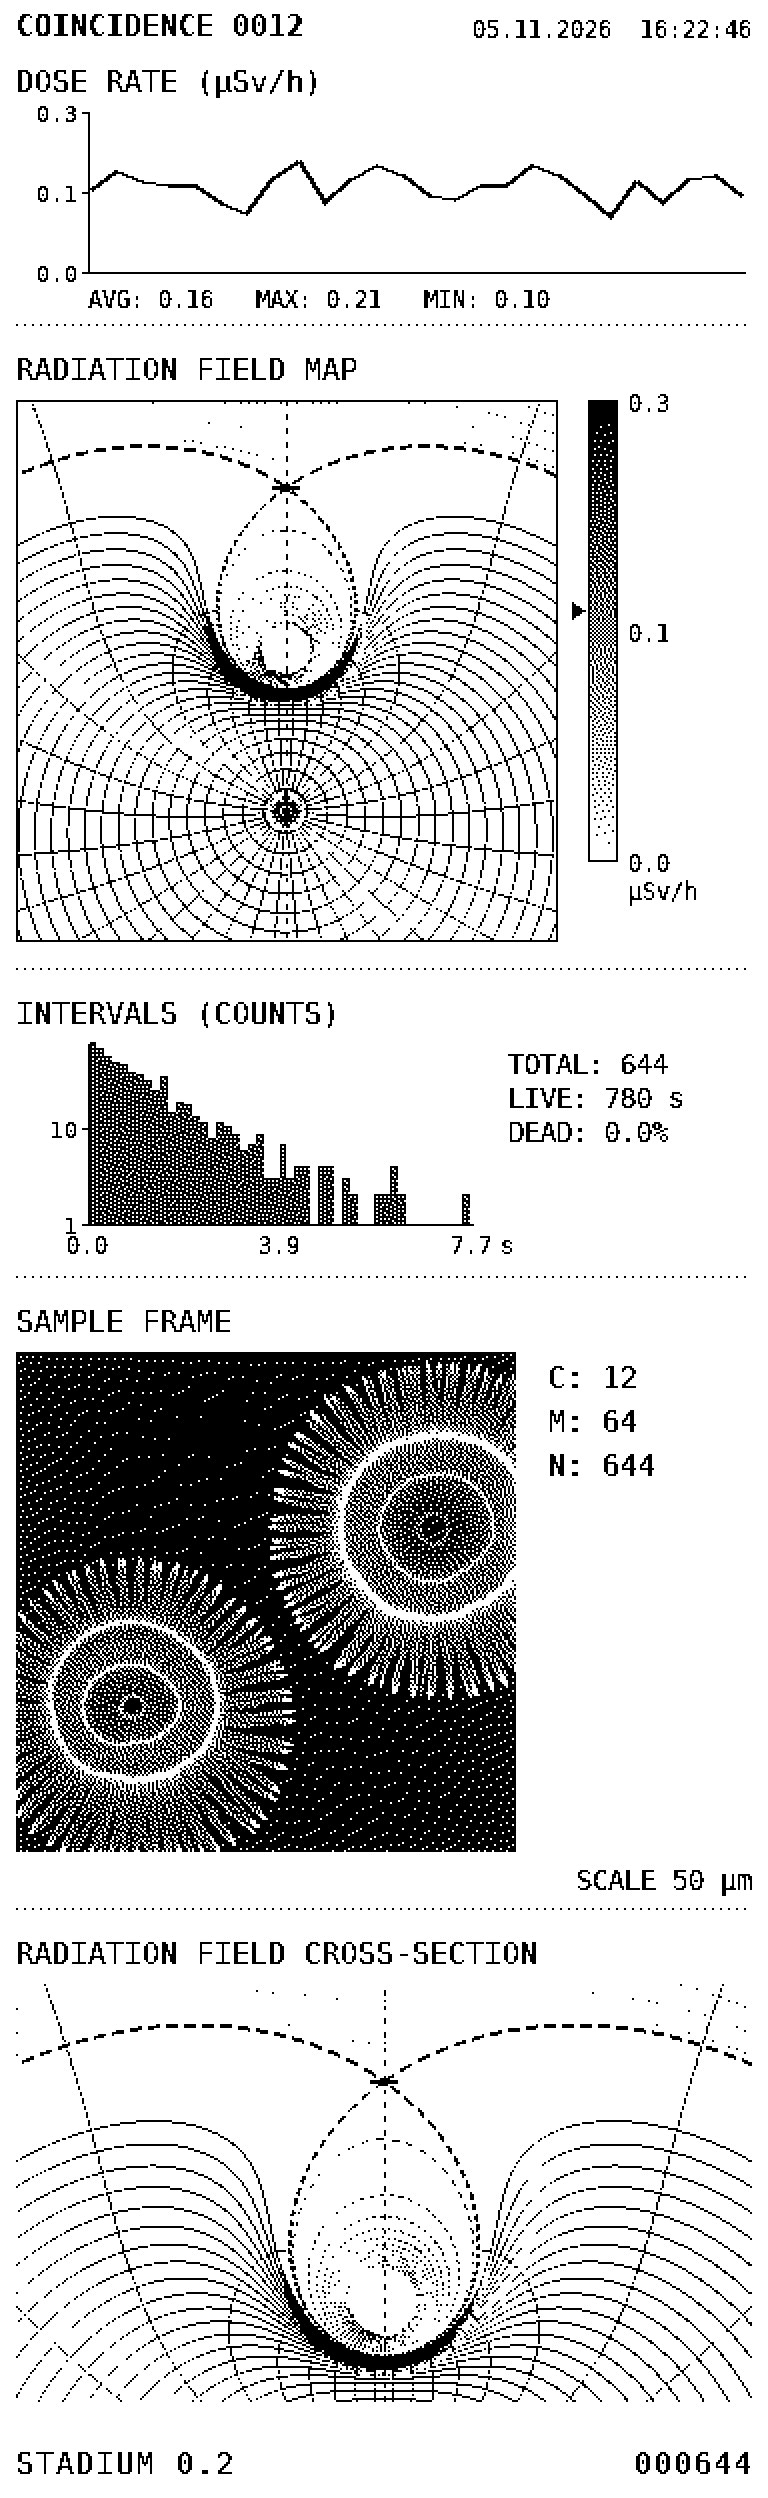 COINCIDENCE 0012 05.11.2026 16:22:46
DOSE RATE (µSv/h)
0.3
0.1
0.0
AVG: 0.16 MAX: 0.21 MIN: 0.10
RADIATION FIELD MAP
0.3
0.1
0.0
µSv/h
INTERVALS (COUNTS)
TOTAL: 644
LIVE: 780 s
DEAD: 0.0%
10
1
0.0 3.9 7.7 s
SAMPLE FRAME
C: 12
M: 64
N: 644
SCALE 50 µm
RADIATION FIELD CROSS-SECTION
STADIUM 0.2 000644